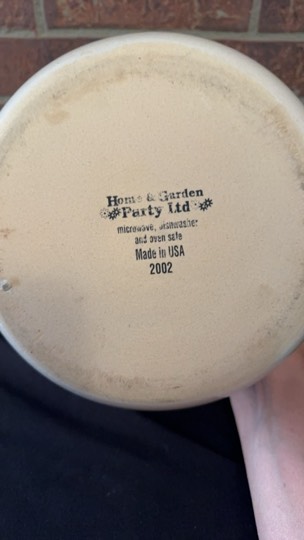 Home & Garden
Party Ltd
microwave, dishwasher
and oven safe
Made in USA
2002